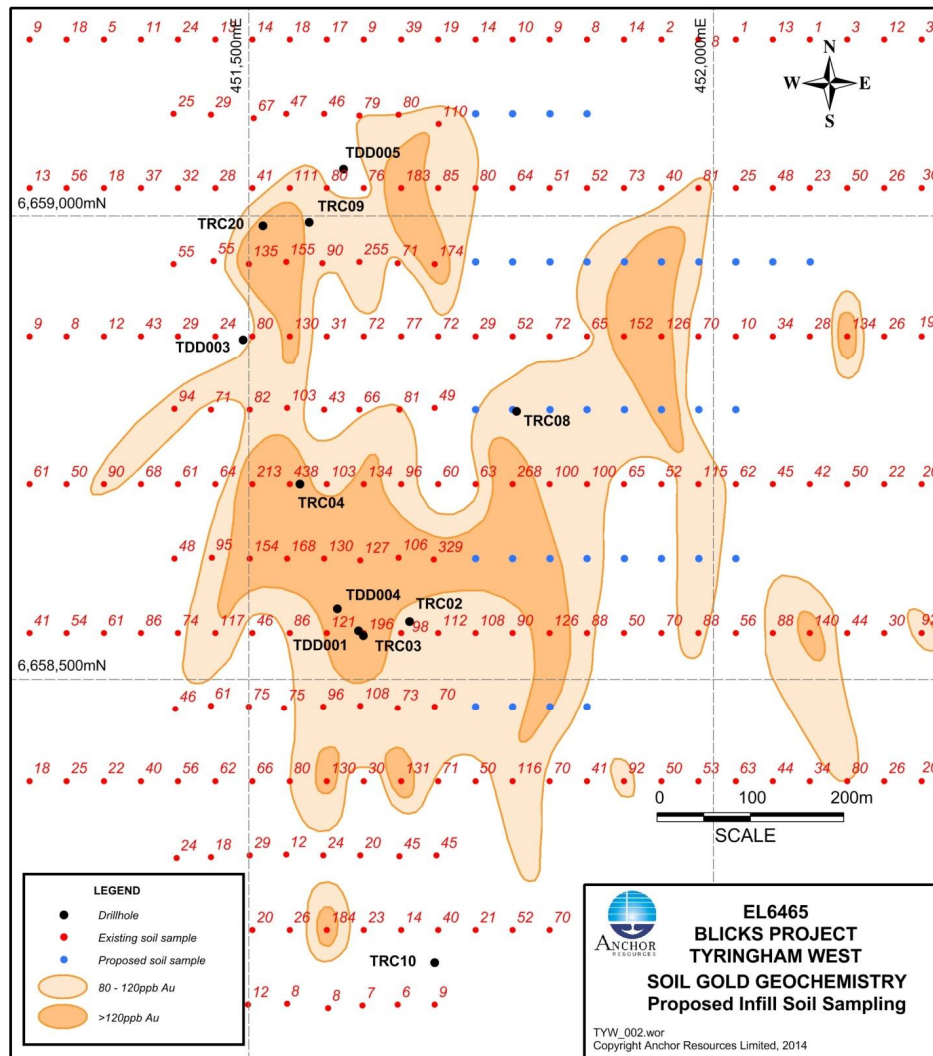 9 18 5 11 24 13 14 18 17 9 39 19 14 10 9 8 14 2 8 1 13 1 3 12 3
451,500mE
452,000mE
N
W E
S
25 29 67 47 46 79 80 110
TDD005
13 56 18 37 32 28 41 111 80 76 183 85 80 64 51 52 73 40 81 25 48 23 50 26 30
6,659,000mN
TRC20
TRC09
55 55 135 155 90 255 71 174
9 8 12 43 29 24 80 130 31 72 77 72 29 52 72 65 152 126 70 10 34 28 134 26 19
TDD003
94 71 82 103 43 66 81 49
TRC08
61 50 90 68 61 64 213 438 103 134 96 60 63 268 100 100 65 52 115 62 45 42 50 22 20
TRC04
48 95 154 168 130 127 106 329
TDD004
TRC02
41 54 61 86 74 117 46 86 121 196 98 112 108 90 126 88 50 70 88 56 88 140 44 30 92
TDD001
TRC03
6,658,500mN
46 61 75 75 96 108 73 70
18 25 22 40 56 62 66 80 130 30 131 71 50 116 70 41 92 50 53 63 44 34 80 26 20
0 100 200m
SCALE
24 18 29 12 24 20 45 45
20 26 184 23 14 40 21 52 70
TRC10
12 8 8 7 6 9
LEGEND
Drillhole
Existing soil sample
Proposed soil sample
80 - 120ppb Au
>120ppb Au
ANCHOR
RESOURCES
EL6465
BLICKS PROJECT
TYRINGHAM WEST
SOIL GOLD GEOCHEMISTRY
Proposed Infill Soil Sampling
TYW_002.wor
Copyright Anchor Resources Limited, 2014